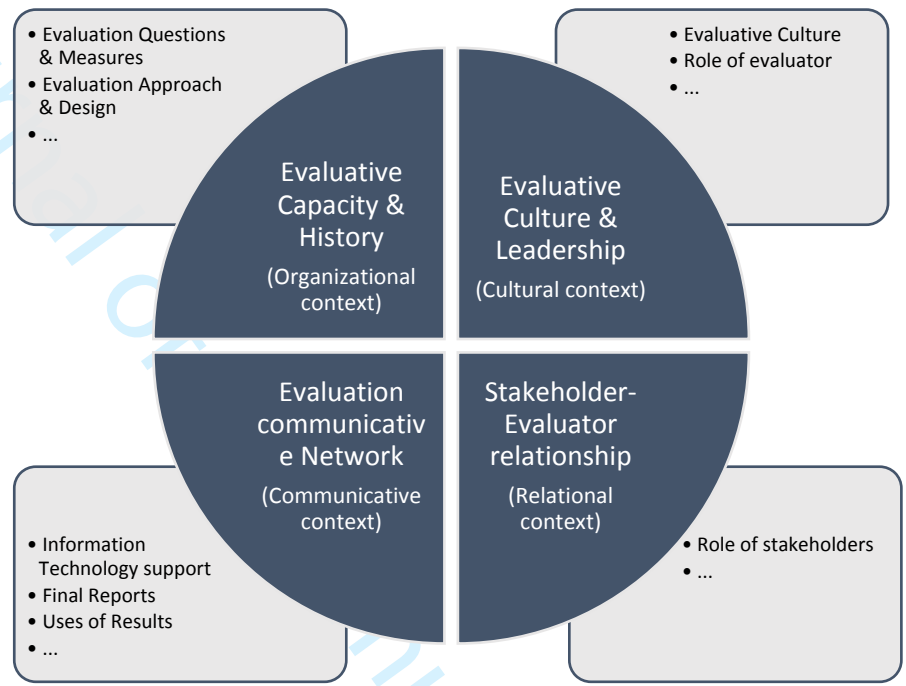 • Evaluation Questions
& Measures
• Evaluation Approach
& Design
• ...
• Evaluative Culture
• Role of evaluator
• ...
Evaluative
Capacity &
History
(Organizational
context)
Evaluative
Culture &
Leadership
(Cultural context)
Evaluation
communicativ
e Network
(Communicative
context)
Stakeholder-
Evaluator
relationship
(Relational
context)
• Information
Technology support
• Final Reports
• Uses of Results
• ...
• Role of stakeholders
• ...